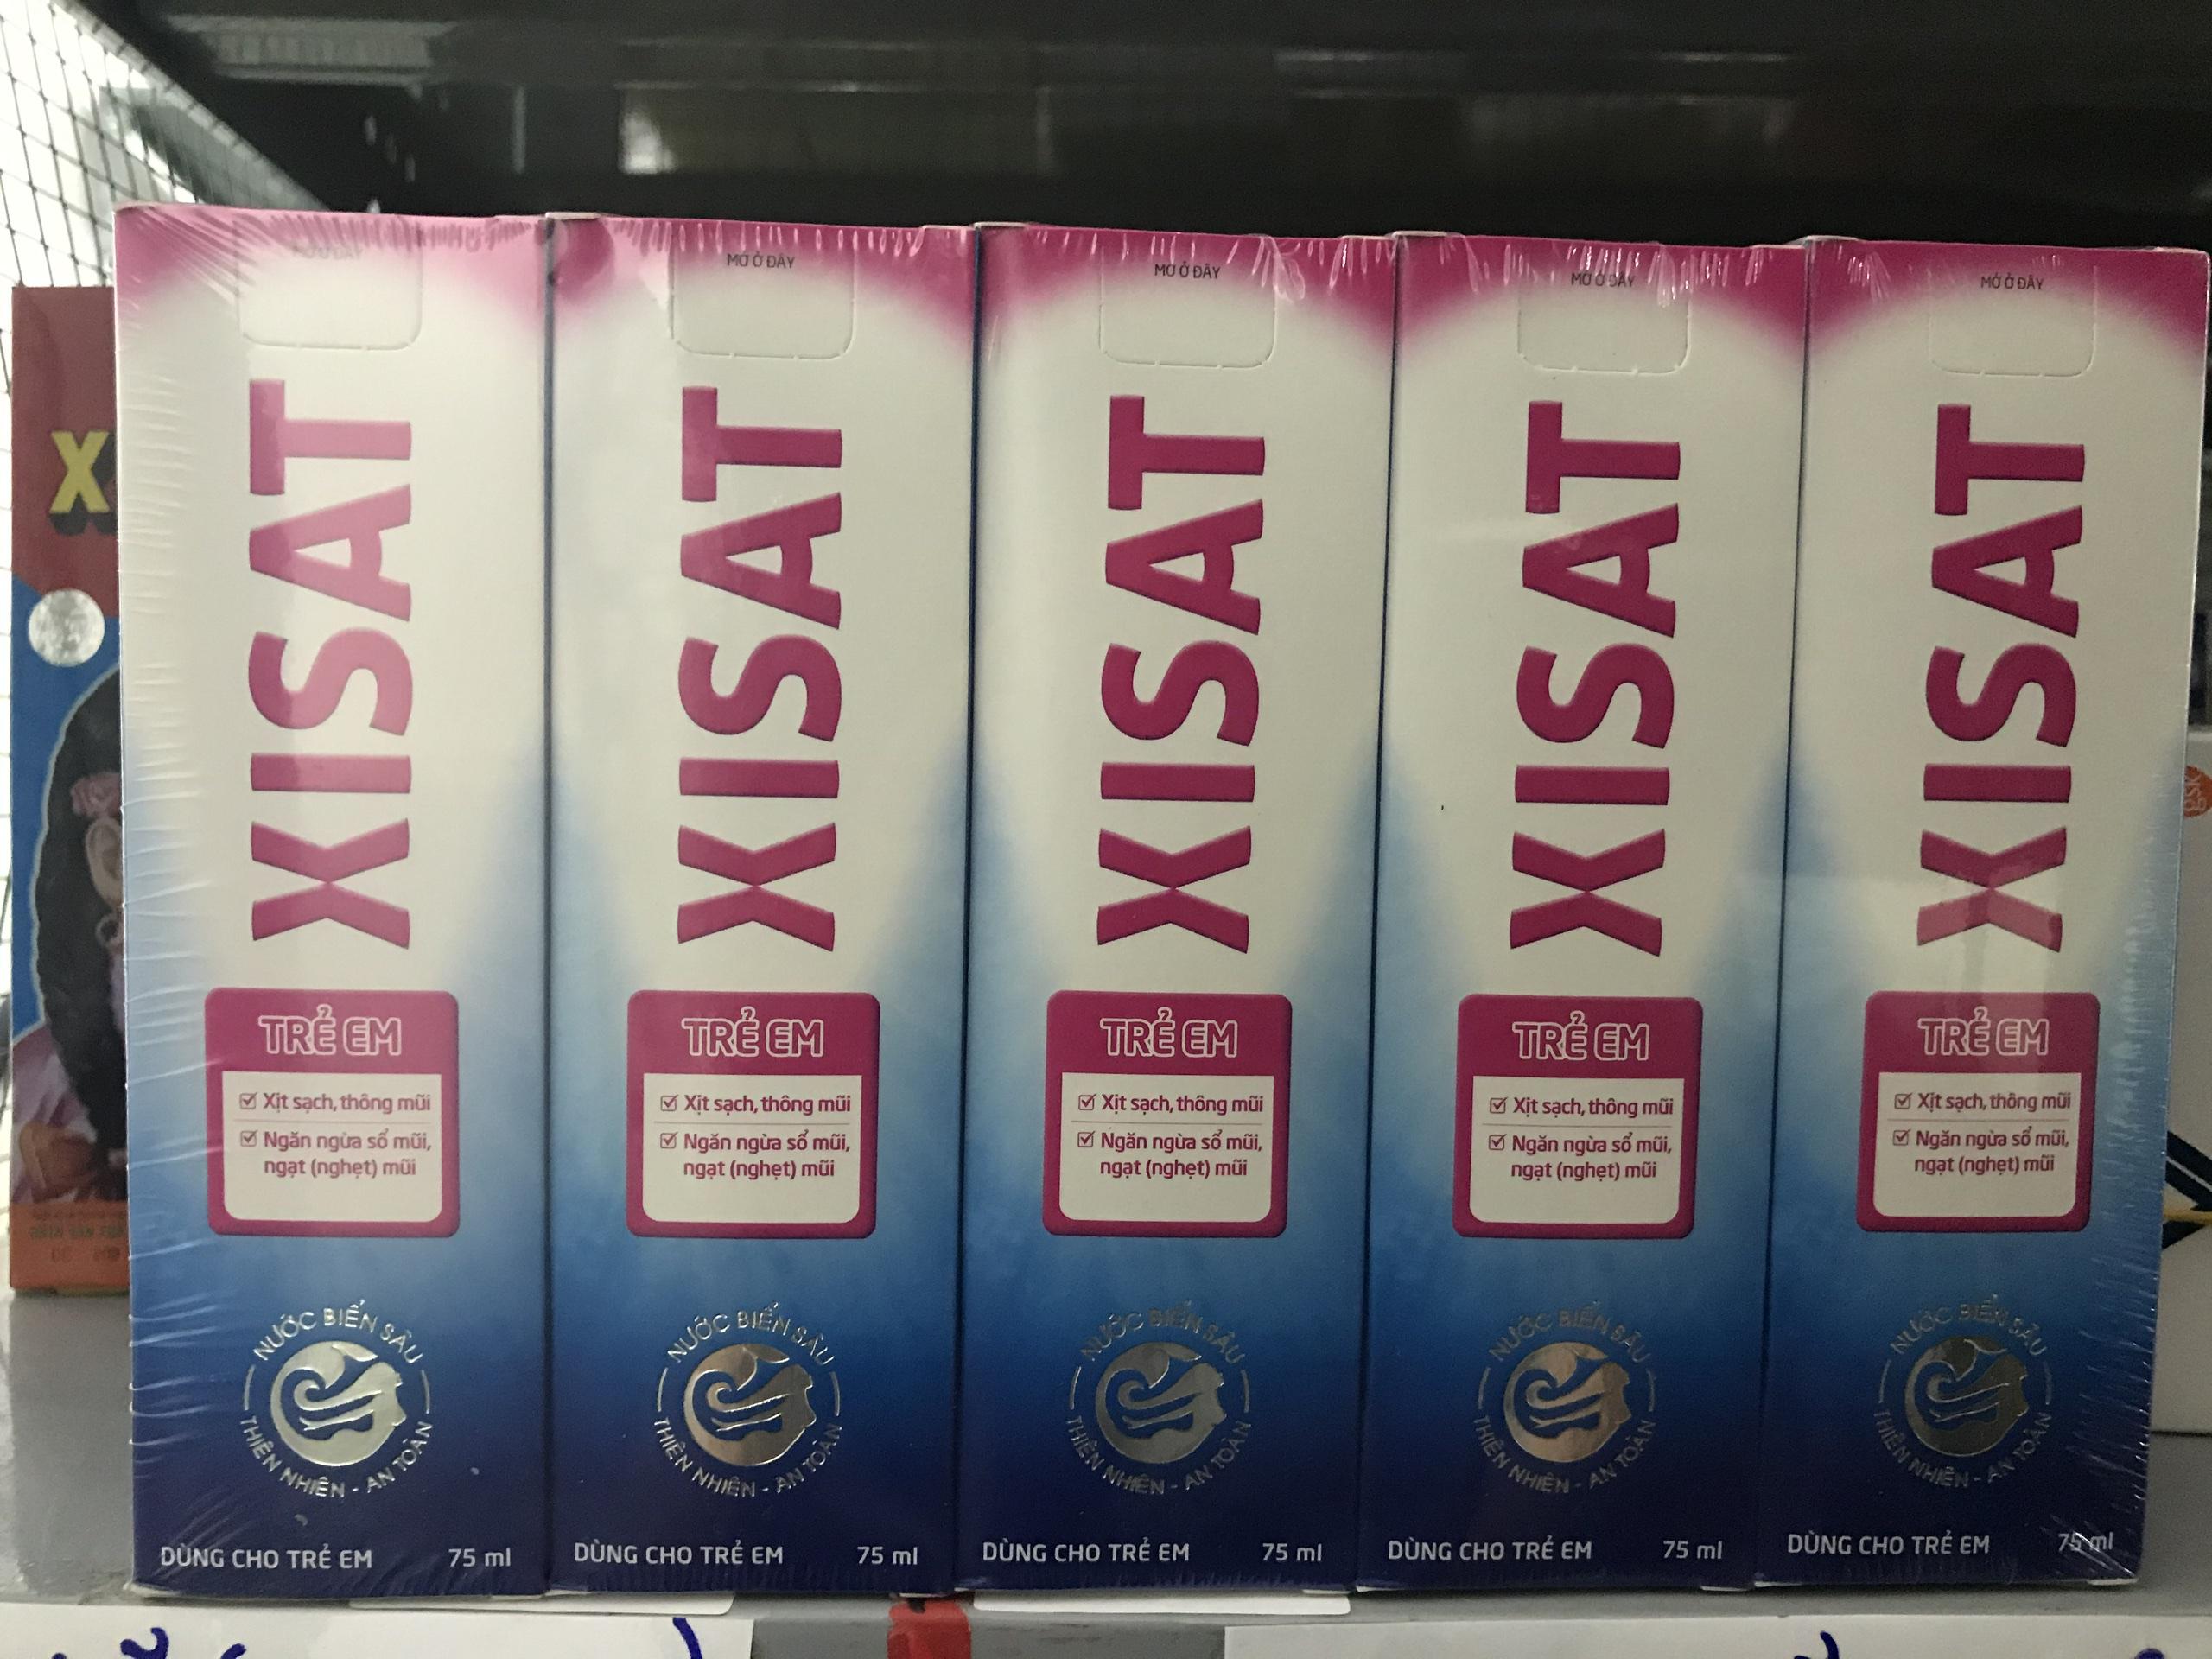 MỞ Ở ĐÂY
XISAT
TRẺ EM
Xịt sạch, thông mũi
Ngăn ngừa sổ mũi,
ngạt (nghẹt) mũi
NƯỚC BIỂN SÂU
THIÊN NHIÊN - AN TOÀN
DÙNG CHO TRẺ EM
75 ml
MỞ Ở ĐÂY
XISAT
TRẺ EM
Xịt sạch, thông mũi
Ngăn ngừa sổ mũi,
ngạt (nghẹt) mũi
NƯỚC BIỂN SÂU
THIÊN NHIÊN - AN TOÀN
DÙNG CHO TRẺ EM
75 ml
MỞ Ở ĐÂY
XISAT
TRẺ EM
Xịt sạch, thông mũi
Ngăn ngừa sổ mũi,
ngạt (nghẹt) mũi
NƯỚC BIỂN SÂU
THIÊN NHIÊN - AN TOÀN
DÙNG CHO TRẺ EM
75 ml
MỞ Ở ĐÂY
XISAT
TRẺ EM
Xịt sạch, thông mũi
Ngăn ngừa sổ mũi,
ngạt (nghẹt) mũi
NƯỚC BIỂN SÂU
THIÊN NHIÊN - AN TOÀN
DÙNG CHO TRẺ EM
75 ml
MỞ Ở ĐÂY
XISAT
TRẺ EM
Xịt sạch, thông mũi
Ngăn ngừa sổ mũi,
ngạt (nghẹt) mũi
NƯỚC BIỂN SÂU
THIÊN NHIÊN - AN TOÀN
DÙNG CHO TRẺ EM
75 ml
X